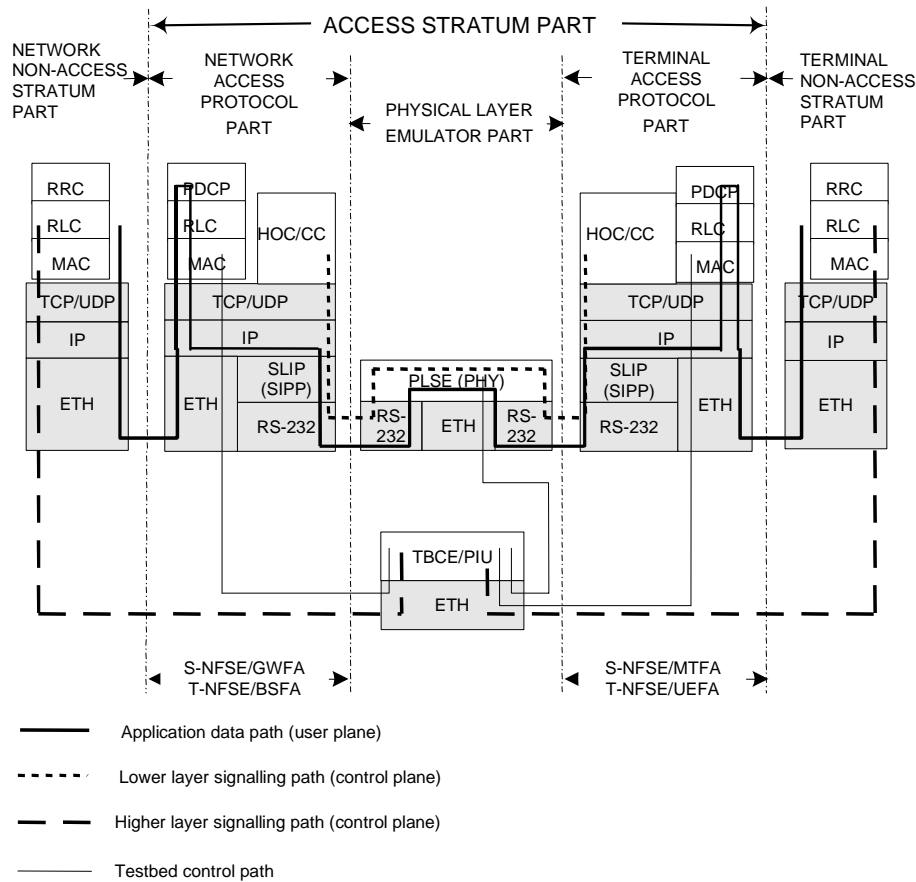 ACCESS STRATUM PART
NETWORK
NON-ACCESS
STRATUM
PART
NETWORK
ACCESS
PROTOCOL
PART
PHYSICAL LAYER
EMULATOR PART
TERMINAL
ACCESS
PROTOCOL
PART
TERMINAL
NON-ACCESS
STRATUM
PART
RRC
RLC
MAC
TCP/UDP
IP
ETH
PDCP
RLC
MAC
HOC/CC
TCP/UDP
IP
ETH
SLIP
(SIPP)
RS-232
PLSE (PHY)
RS-
232
ETH
RS-
232
HOC/CC
PDCP
RLC
MAC
TCP/UDP
IP
SLIP
(SIPP)
RS-232
ETH
RRC
RLC
MAC
TCP/UDP
IP
ETH
TBCE/PIU
ETH
S-NFSE/GWFA
T-NFSE/BSFA
S-NFSE/MTFA
T-NFSE/UEFA
Application data path (user plane)
Lower layer signalling path (control plane)
Higher layer signalling path (control plane)
Testbed control path